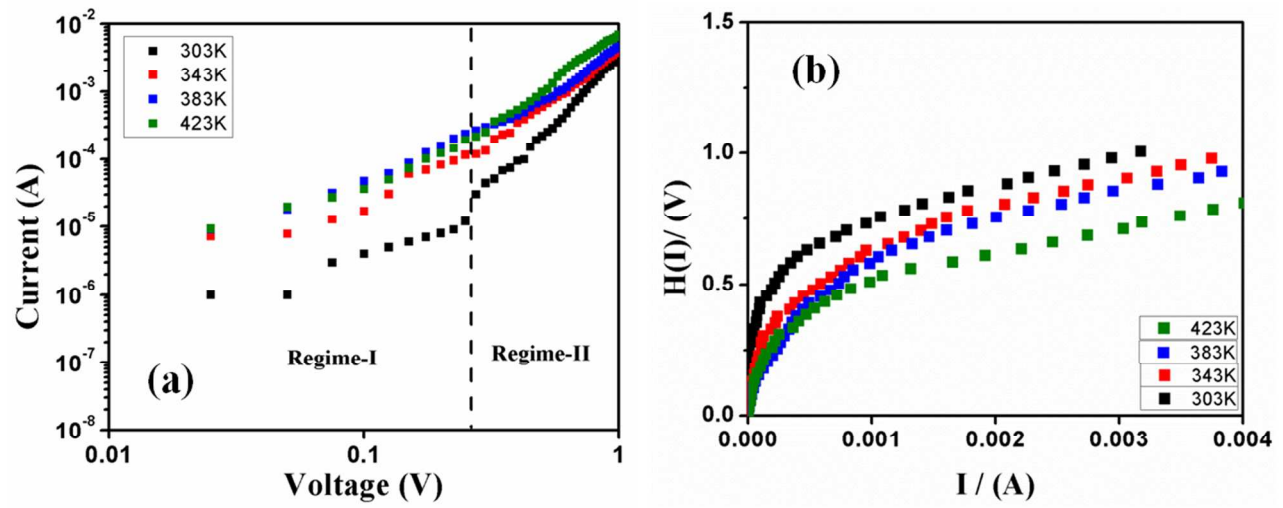 10⁻²
10⁻³
10⁻⁴
10⁻⁵
10⁻⁶
10⁻⁷
10⁻⁸
Current (A)
303K
343K
383K
423K
Regime-I
Regime-II
(a)
0.01
0.1
1
Voltage (V)
1.5
1.0
0.5
0.0
H(I)/ (V)
(b)
423K
383K
343K
303K
0.000
0.001
0.002
0.003
0.004
I / (A)